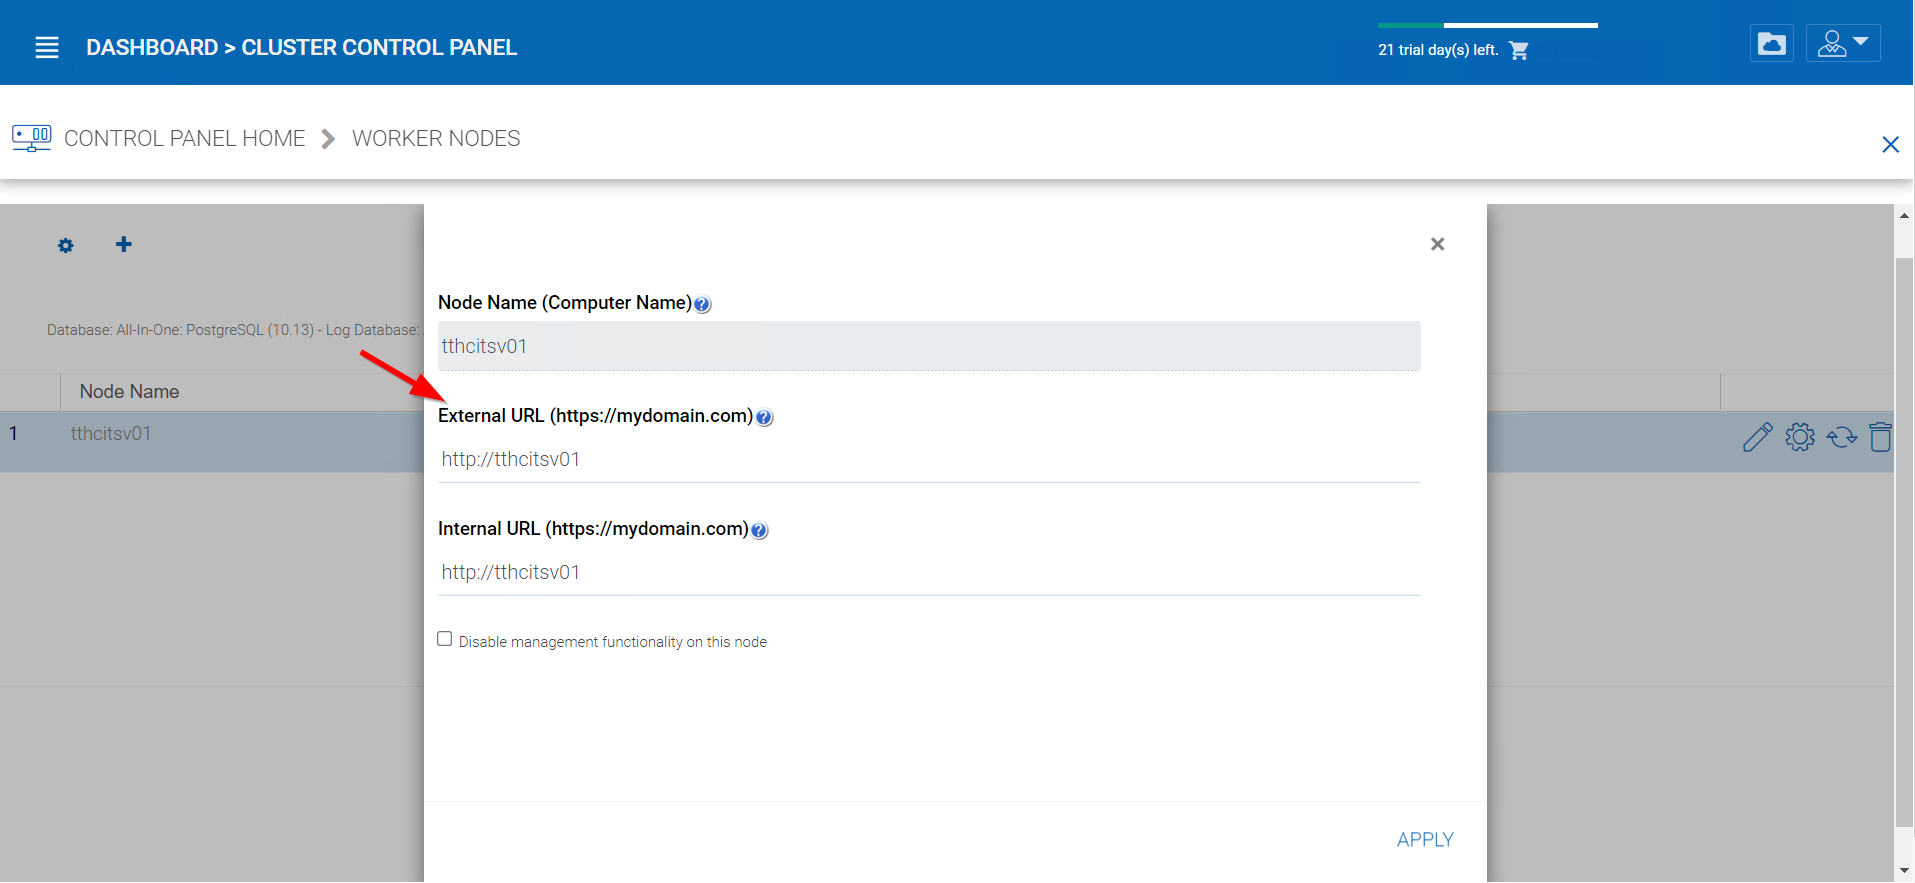 DASHBOARD > CLUSTER CONTROL PANEL
21 trial day(s) left.
CONTROL PANEL HOME
WORKER NODES
Database: All-In-One: PostgreSQL (10.13) - Log Database:
Node Name
1
tthcitsv01
Node Name (Computer Name)
tthcitsv01
External URL (https://mydomain.com)
http://tthcitsv01
Internal URL (https://mydomain.com)
http://tthcitsv01
Disable management functionality on this node
APPLY